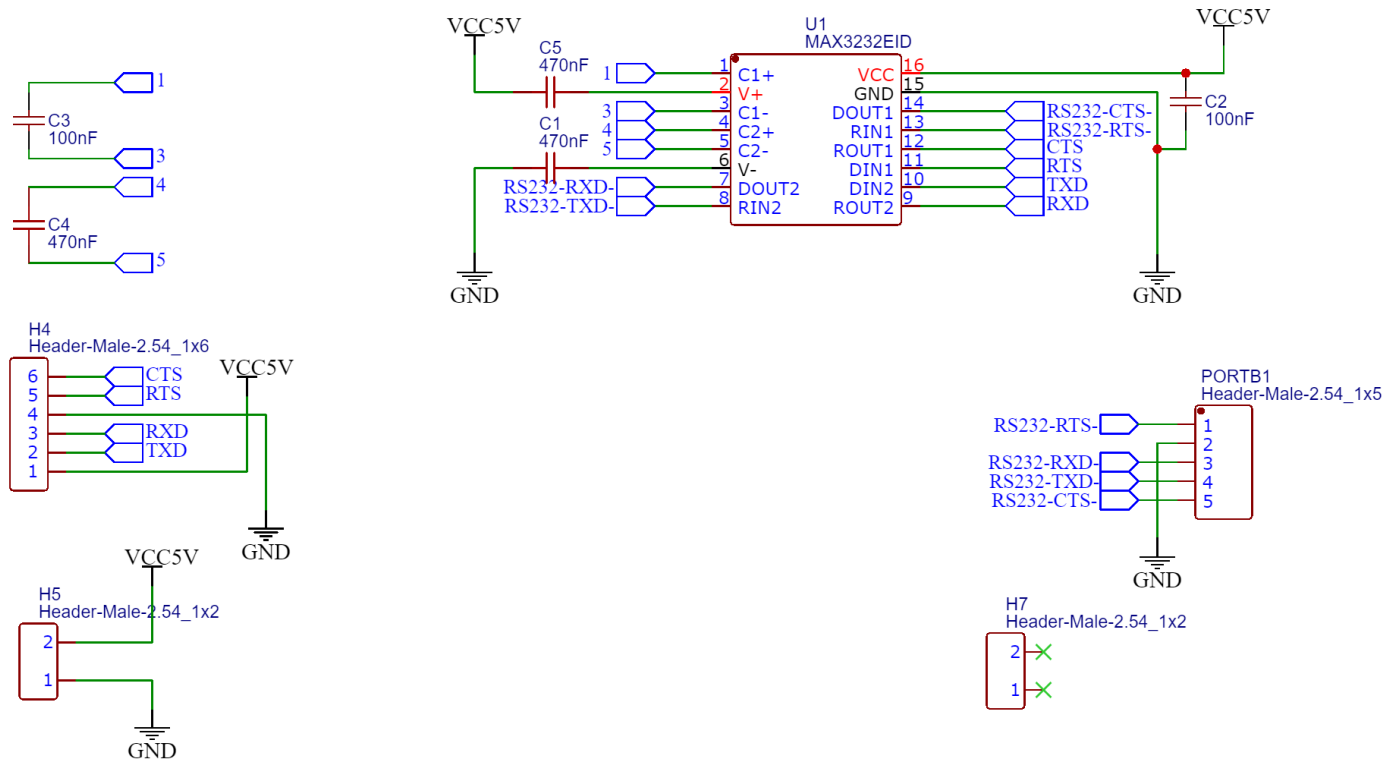 1
C3
100nF
3
4
C4
470nF
5
VCC5V
C5
470nF
C1
470nF
GND
U1
MAX3232EID
1
3
4
5
RS232-RXD-
RS232-TXD-
1 C1+
2 V+
3 C1-
4 C2+
5 C2-
6 V-
7 DOUT2
8 RIN2
VCC 16
GND 15
DOUT1 14
RIN1 13
ROUT1 12
DIN1 11
DIN2 10
ROUT2 9
RS232-CTS-
RS232-RTS-
CTS
RTS
TXD
RXD
VCC5V
C2
100nF
GND
H4
Header-Male-2.54_1x6
VCC5V
6 CTS
5 RTS
4
3 RXD
2 TXD
1
GND
VCC5V
H5
Header-Male-2.54_1x2
2
1
GND
PORTB1
Header-Male-2.54_1x5
RS232-RTS- 1
2
RS232-RXD- 3
RS232-TXD- 4
RS232-CTS- 5
GND
H7
Header-Male-2.54_1x2
2
1